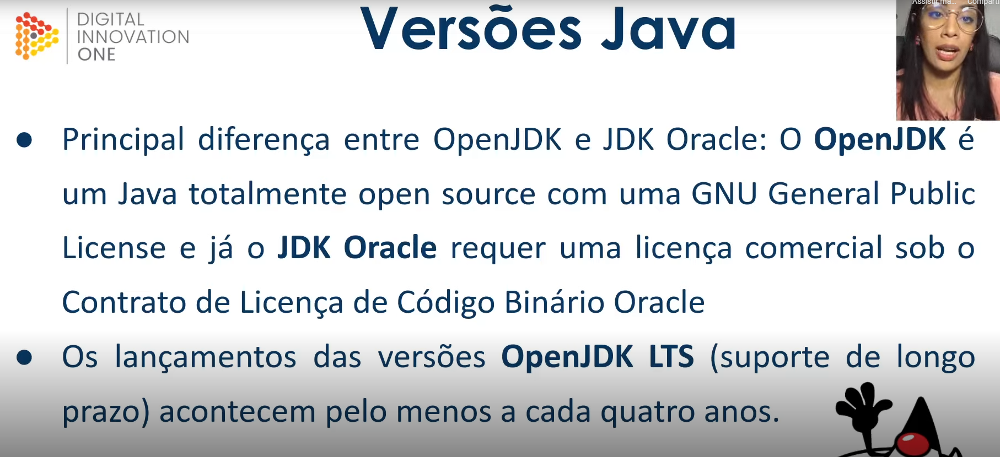 Assistir ma... Comparti
DIGITAL
INNOVATION
ONE
Versões Java
Principal diferença entre OpenJDK e JDK Oracle: O OpenJDK é
um Java totalmente open source com uma GNU General Public
License e já o JDK Oracle requer uma licença comercial sob o
Contrato de Licença de Código Binário Oracle
Os lançamentos das versões OpenJDK LTS (suporte de longo
prazo) acontecem pelo menos a cada quatro anos.